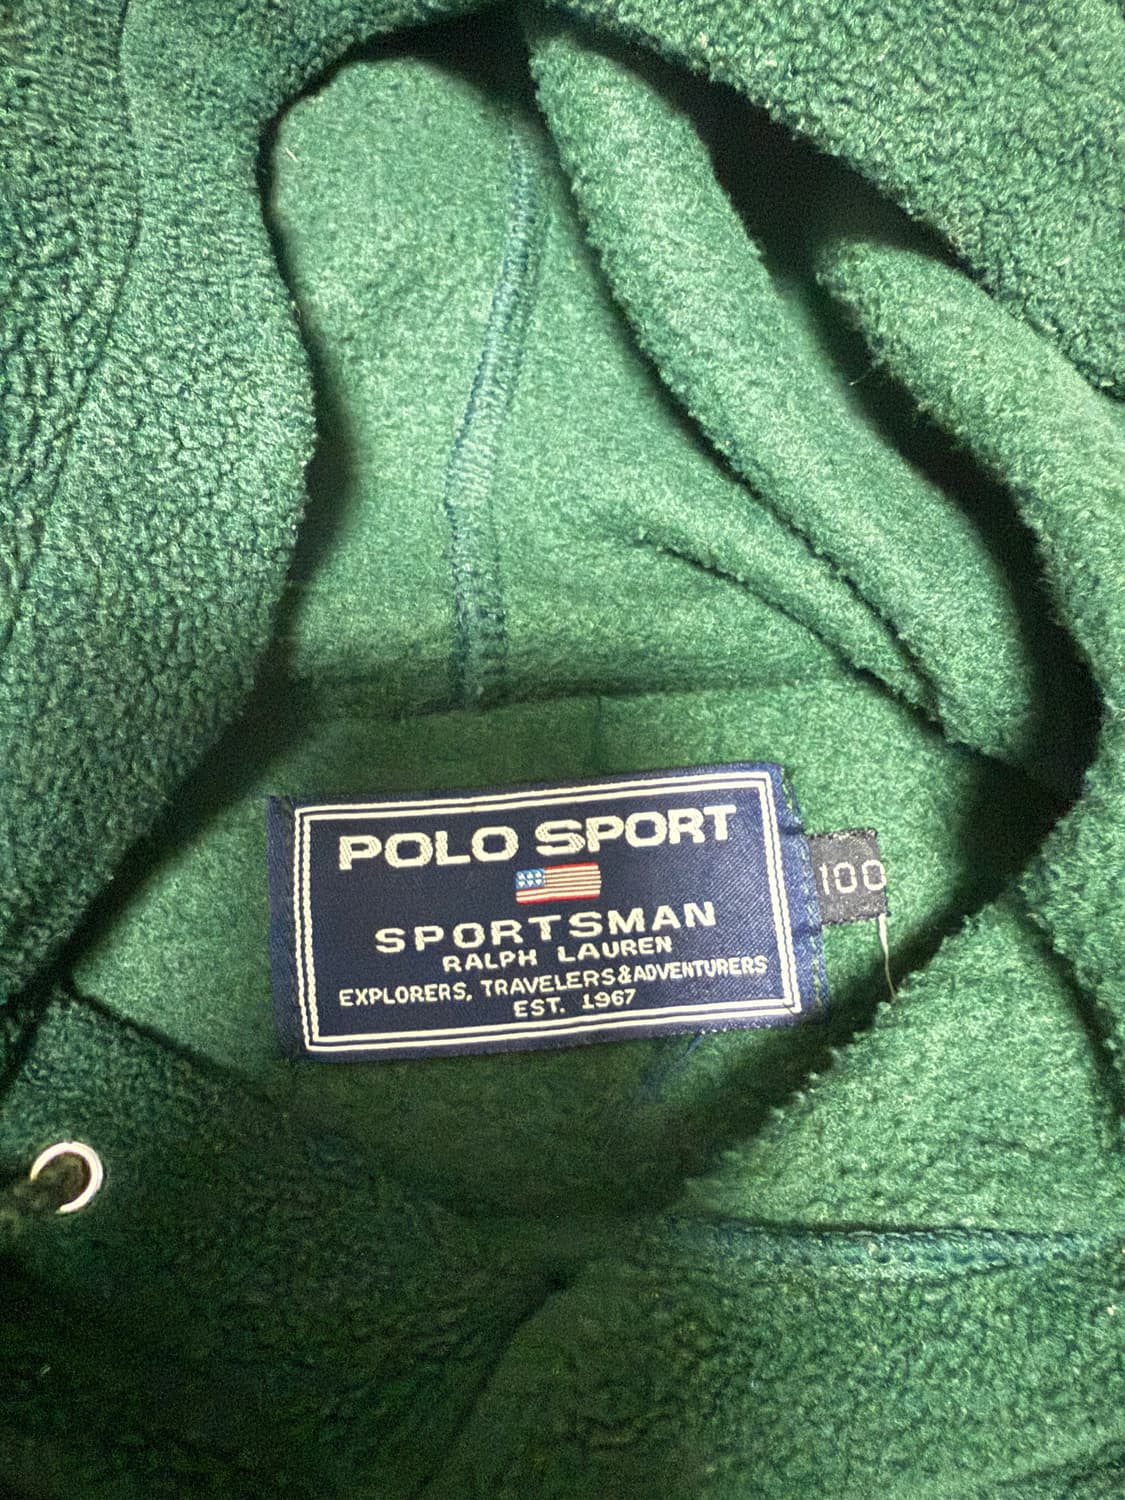 POLO SPORT
SPORTSMAN
RALPH LAUREN
EXPLORERS, TRAVELERS & ADVENTURERS
EST. 1967
100